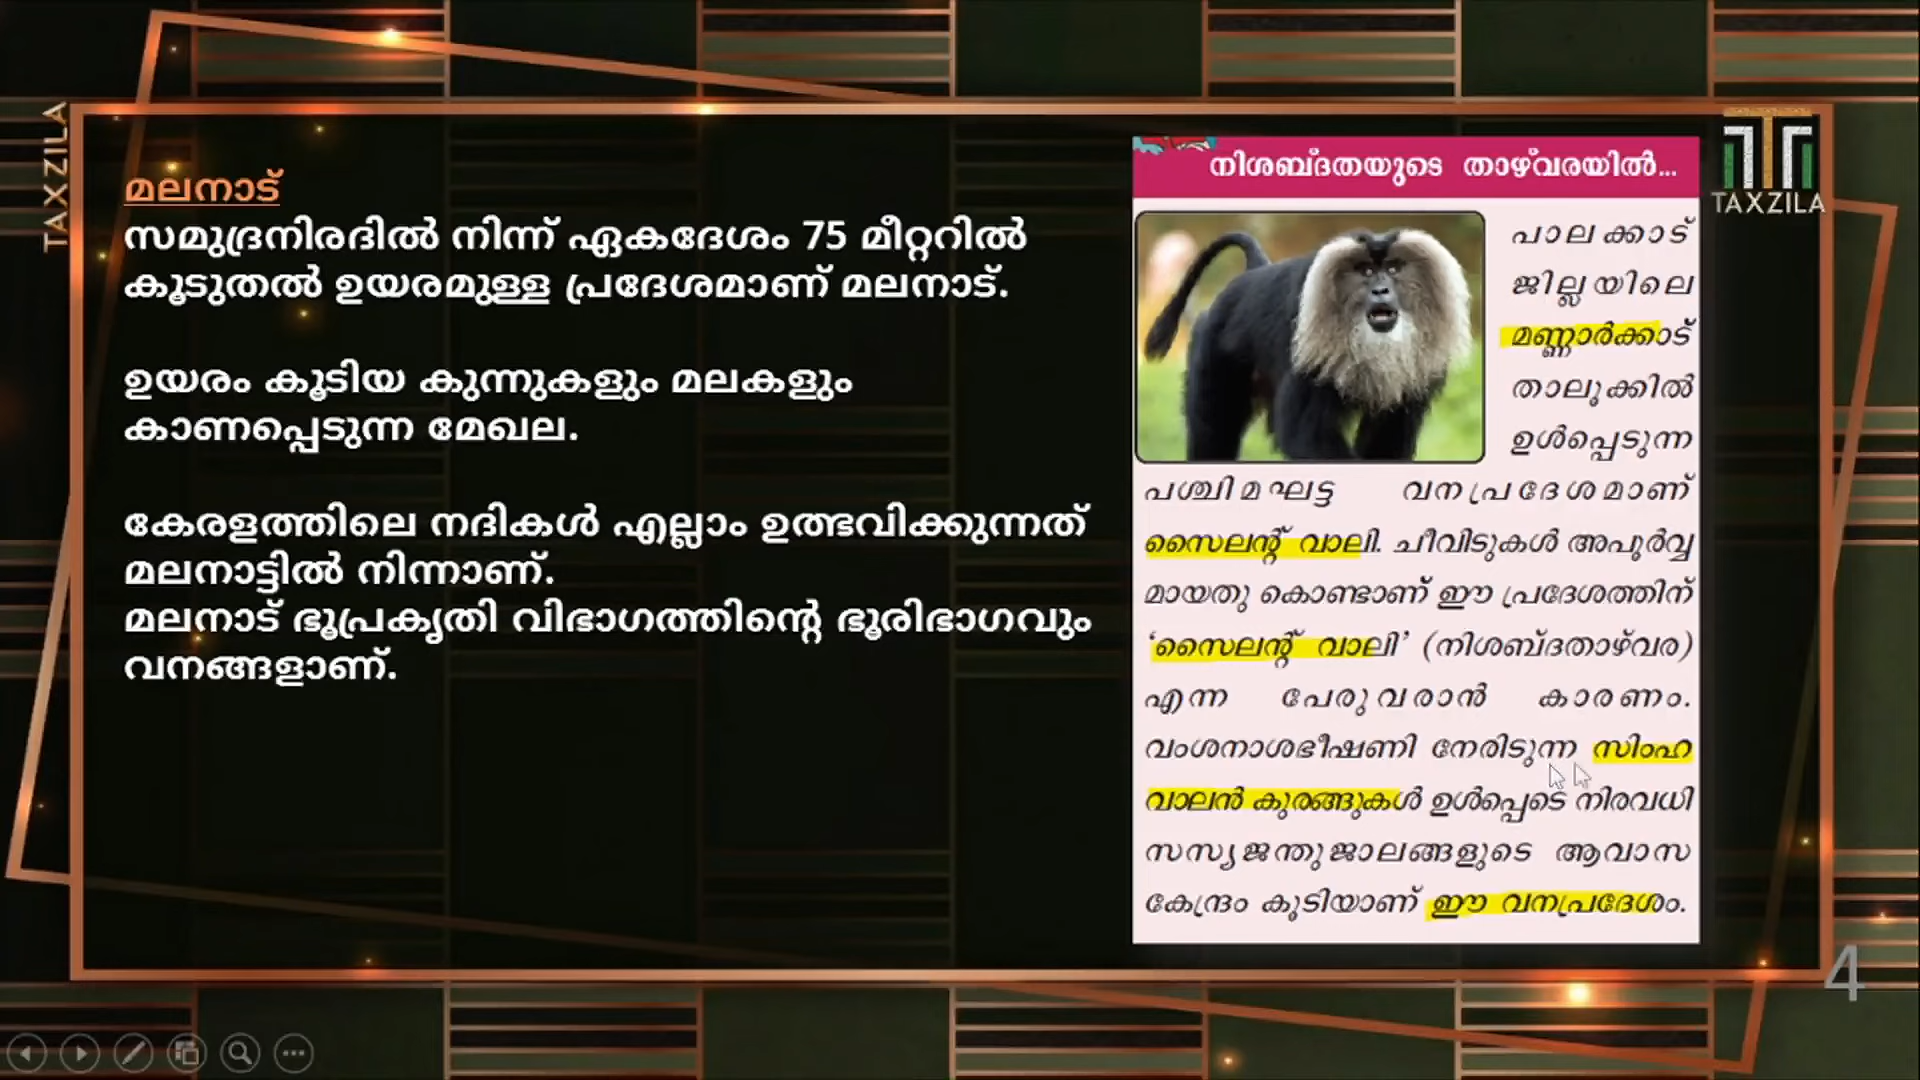 TAXZILA
മലനാട്
സമുദ്രനിരദിൽ നിന്ന് ഏകദേശം 75 മീറ്ററിൽ
കൂടുതൽ ഉയരമുള്ള പ്രദേശമാണ് മലനാട്.
ഉയരം കൂടിയ കുന്നുകളും മലകളും
കാണപ്പെടുന്ന മേഖല.
കേരളത്തിലെ നദികൾ എല്ലാം ഉത്ഭവിക്കുന്നത്
മലനാട്ടിൽ നിന്നാണ്.
മലനാട് ഭൂപ്രകൃതി വിഭാഗത്തിന്റെ ഭൂരിഭാഗവും
വനങ്ങളാണ്.
നിശബ്ദതയുടെ താഴ്‌വരയിൽ...
പാലക്കാട്
ജില്ലയിലെ
മണ്ണാർക്കാട്
താലൂക്കിൽ
ഉൾപ്പെടുന്ന
പശ്ചിമഘട്ട വനപ്രദേശമാണ്
സൈലന്റ് വാലി. ചീവിടുകൾ അപൂർവ്വ
മായതു കൊണ്ടാണ് ഈ പ്രദേശത്തിന്
‘സൈലന്റ് വാലി’ (നിശബ്ദതാഴ്‌വര)
എന്ന പേരുവരാൻ കാരണം.
വംശനാശഭീഷണി നേരിടുന്ന സിംഹ
വാലൻ കുരങ്ങുകൾ ഉൾപ്പെടെ നിരവധി
സസ്യജന്തുജാലങ്ങളുടെ ആവാസ
കേന്ദ്രം കൂടിയാണ് ഈ വനപ്രദേശം.
TAXZILA
4